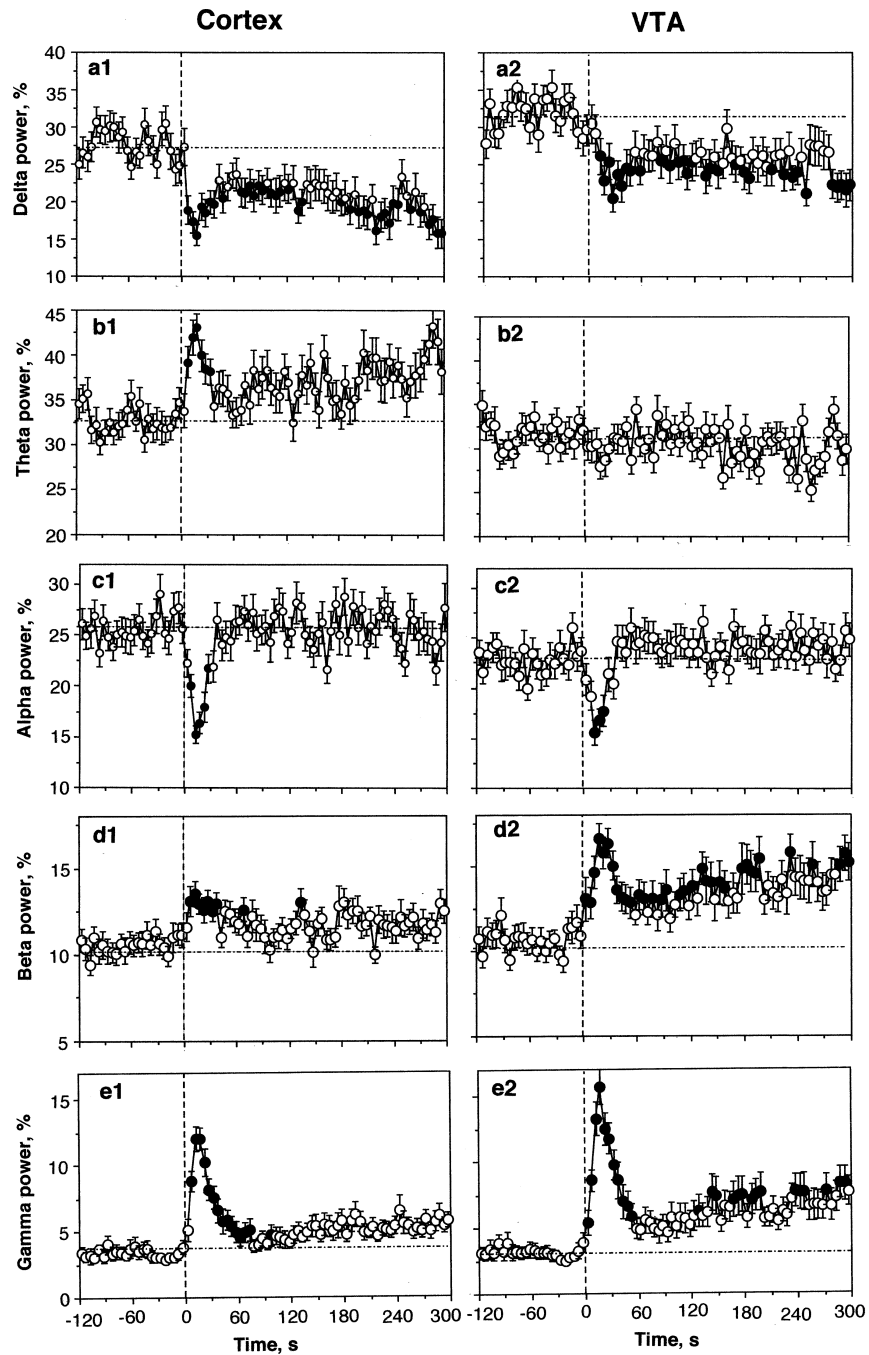 Cortex VTA
a1 a2
Delta power, %
40
35
30
25
20
15
10
b1 b2
Theta power, %
45
40
35
30
25
20
c1 c2
Alpha power, %
30
25
20
15
10
d1 d2
Beta power, %
15
10
5
e1 e2
Gamma power, %
15
10
5
0
-120 -60 0 60 120 180 240 300 -120 -60 0 60 120 180 240 300
Time, s Time, s